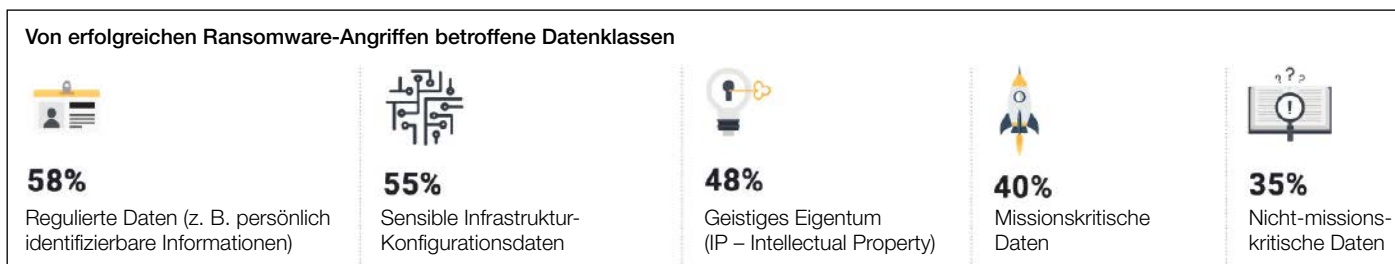 Von erfolgreichen Ransomware-Angriffen betroffene Datenklassen
58%
Regulierte Daten (z. B. persönlich
identifizierbare Informationen)
55%
Sensible Infrastruktur-
Konfigurationsdaten
48%
Geistiges Eigentum
(IP – Intellectual Property)
40%
Missionskritische
Daten
? ? ?
!
35%
Nicht-missions-
kritische Daten